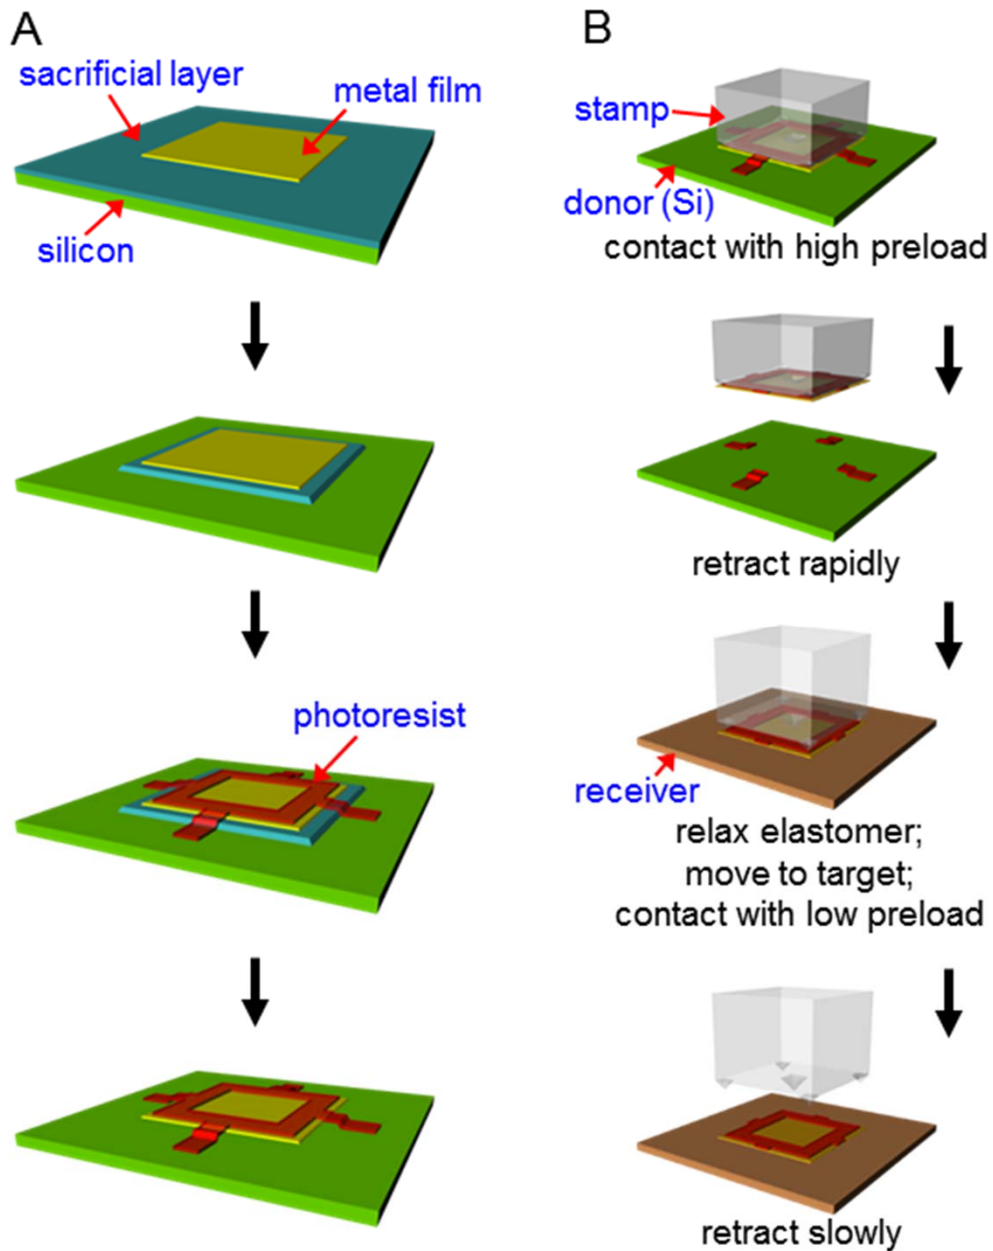 A
sacrificial layer
metal film
silicon
photoresist
B
stamp
donor (Si)
contact with high preload
retract rapidly
receiver
relax elastomer;
move to target;
contact with low preload
retract slowly